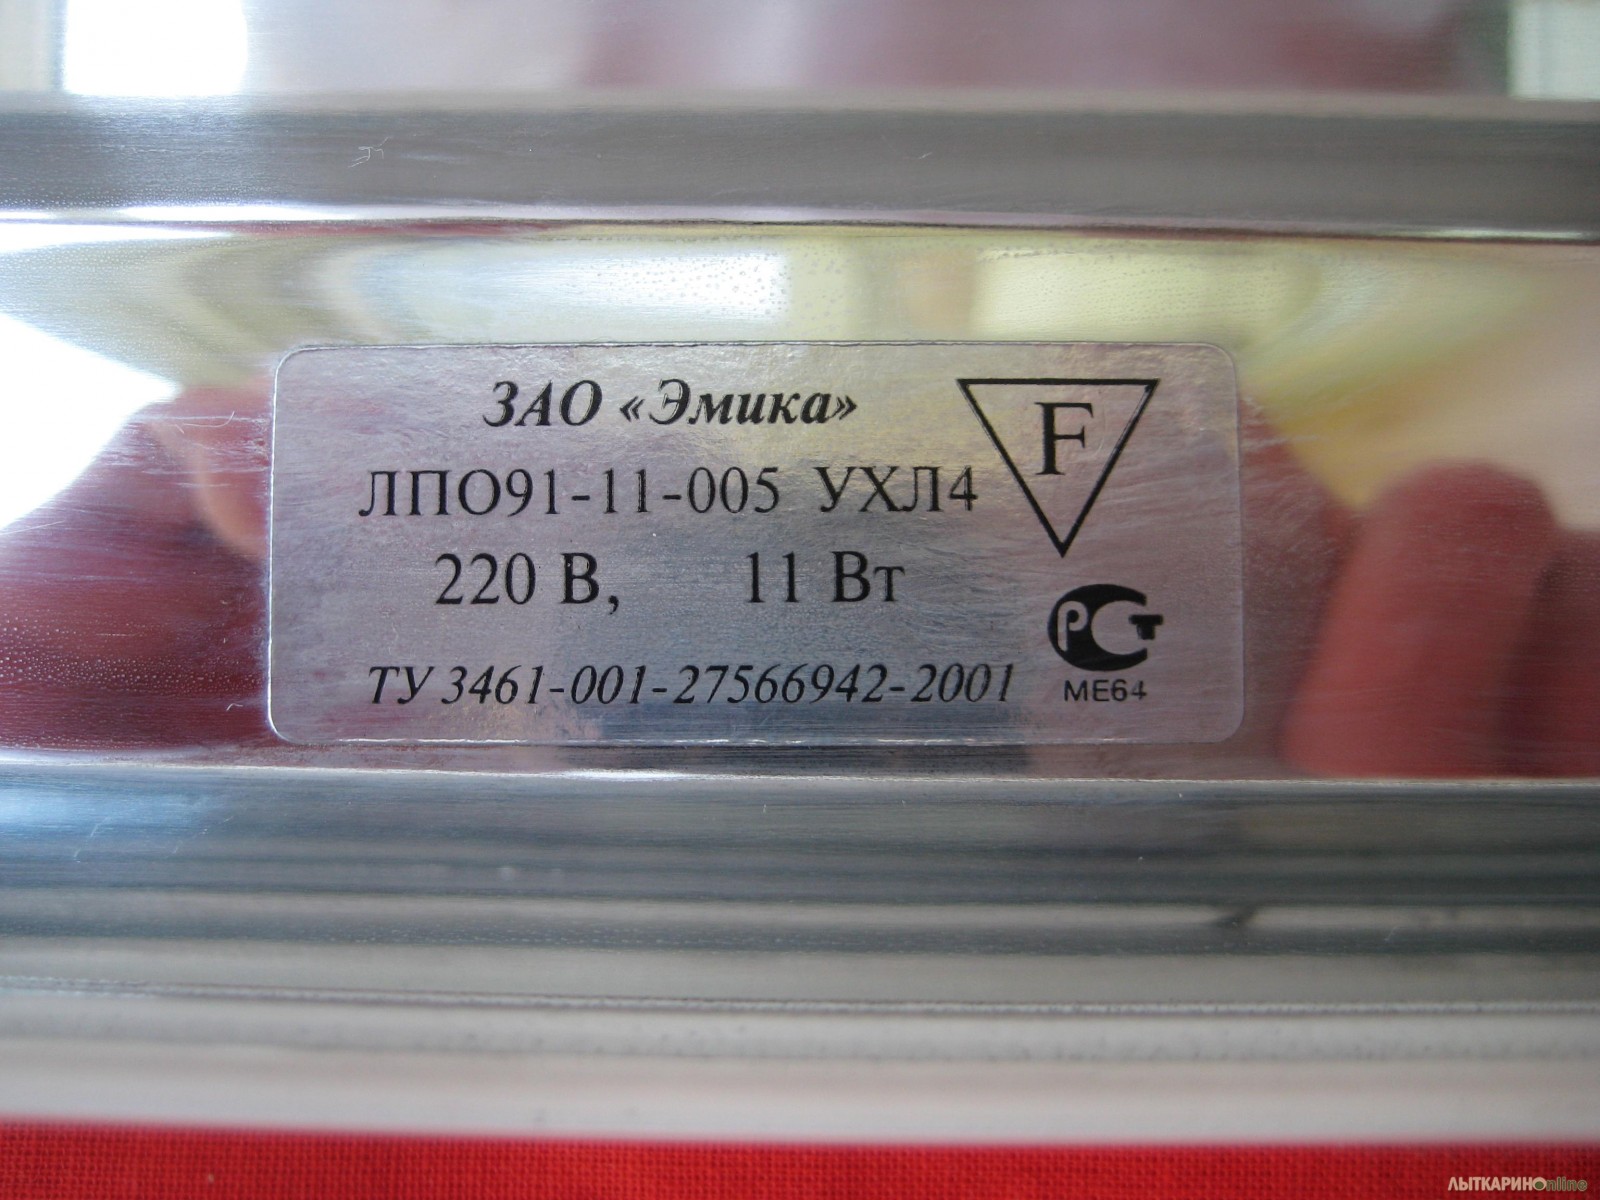 ЗАО «Эмика»
F
ЛПО91-11-005 УХЛ4
220 В, 11 Вт
РСТ
ТУ 3461-001-27566942-2001
МЕ64
ЛЫТКАРИНОonline